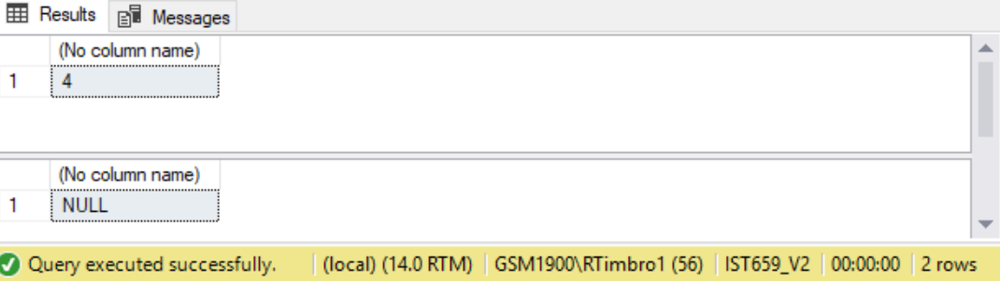 Results Messages
(No column name)
1 4
(No column name)
1 NULL
Query executed successfully. (local) (14.0 RTM) GSM1900\RTimbro1 (56) IST659_V2 00:00:00 2 rows